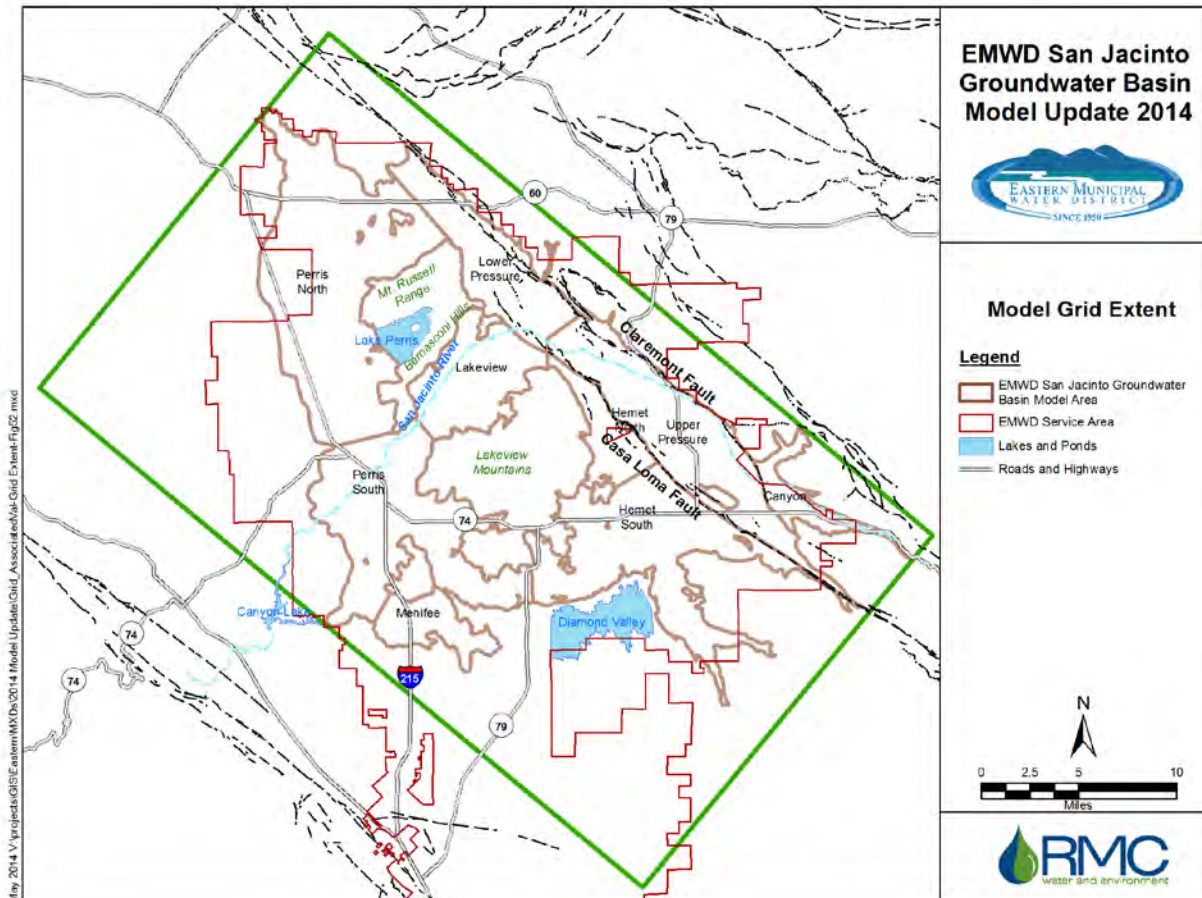 EMWD San Jacinto
Groundwater Basin
Model Update 2014
EASTERN MUNICIPAL
WATER DISTRICT
SINCE 1950
Model Grid Extent
Legend
EMWD San Jacinto Groundwater
Basin Model Area
EMWD Service Area
Lakes and Ponds
Roads and Highways
N
0 2.5 5 10
Miles
RMC
water and environment
60
79
Perris
North
Lower
Pressure
Mt. Russell
Range
Lake Perris
Bernasconi Hills
San Jacinto River
Lakeview
Claremont Fault
Hemet
North
Upper
Pressure
Casa Loma Fault
Lakeview
Mountains
Perris
South
Canyon
74
Hemet
South
Canyon Lake
Menifee
Diamond Valley
74
74
215
79